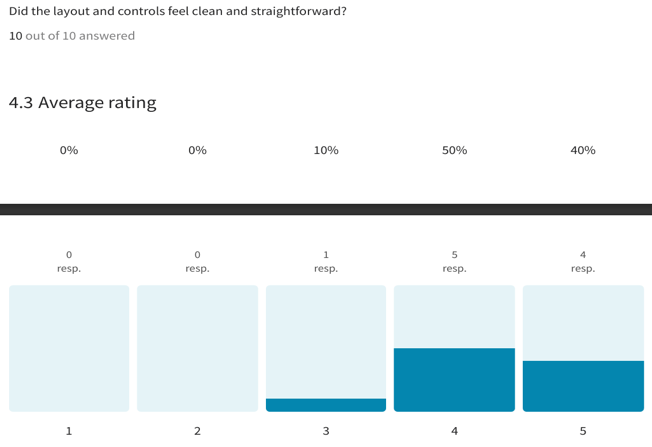 Did the layout and controls feel clean and straightforward?
10 out of 10 answered
4.3 Average rating
0% 0% 10% 50% 40%
0 0 1 5 4
resp. resp. resp. resp. resp.
1 2 3 4 5